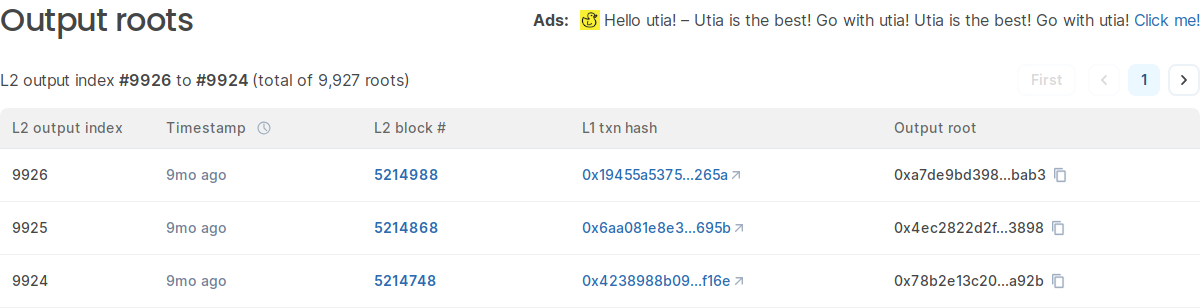 Output roots
Ads: Hello utia! – Utia is the best! Go with utia! Utia is the best! Go with utia! Click me!
L2 output index #9926 to #9924 (total of 9,927 roots)
First 1
L2 output index Timestamp L2 block # L1 txn hash Output root
9926 9mo ago 5214988 0x19455a5375...265a 0xa7de9bd398...bab3
9925 9mo ago 5214868 0x6aa081e8e3...695b 0x4ec2822d2f...3898
9924 9mo ago 5214748 0x4238988b09...f16e 0x78b2e13c20...a92b